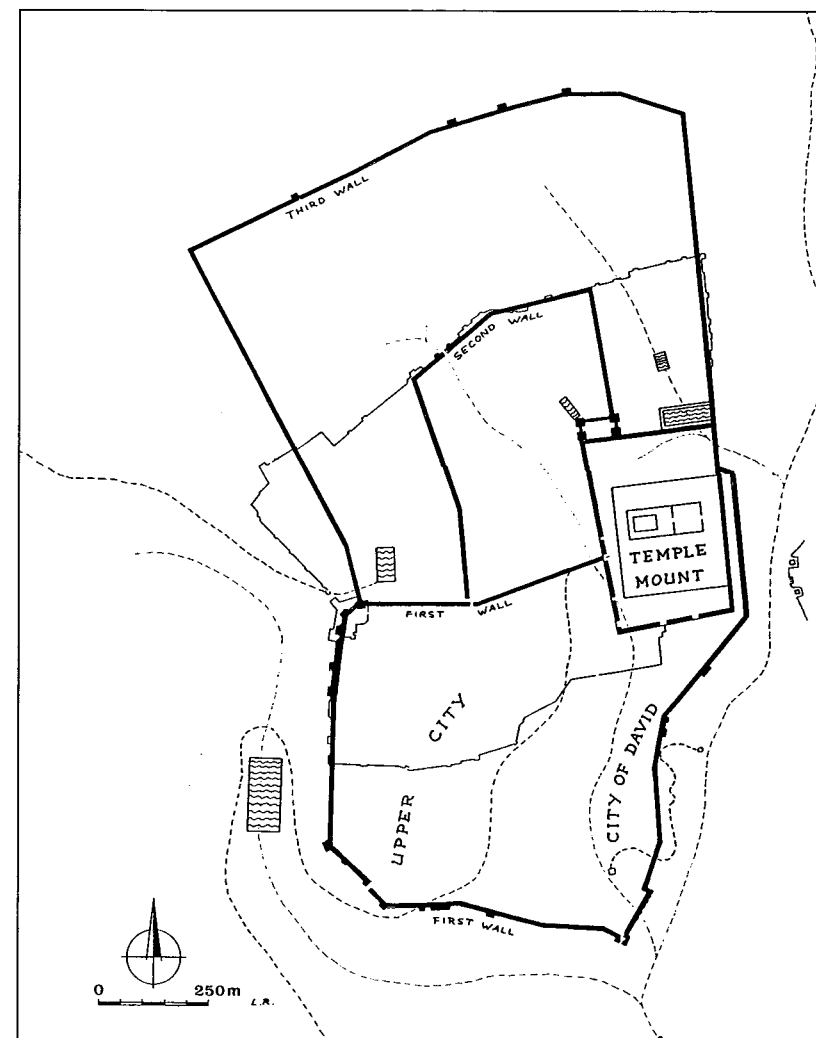 THIRD WALL
SECOND WALL
TEMPLE
MOUNT
FIRST WALL
UPPER CITY
CITY OF DAVID
FIRST WALL
0 250m
L.R.